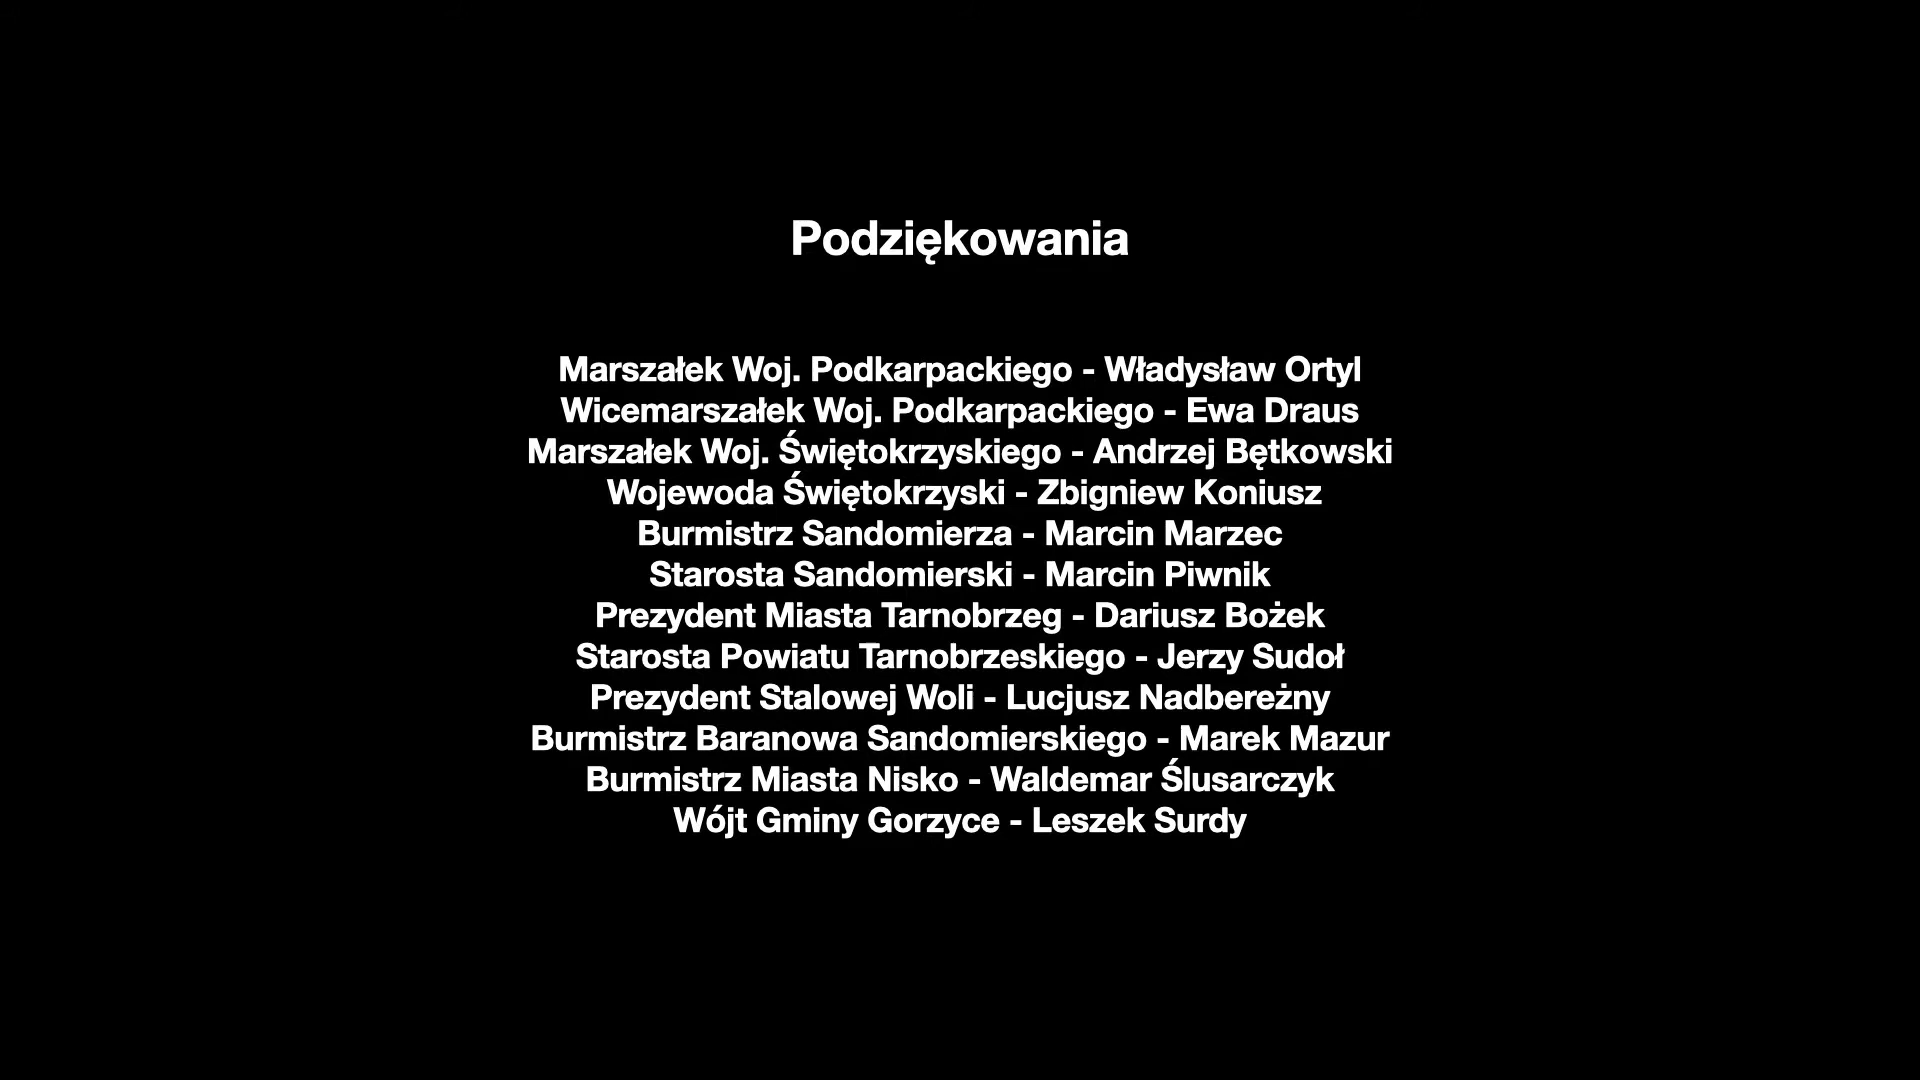 Podziękowania
Marszałek Woj. Podkarpackiego - Władysław Ortyl
Wicemarszałek Woj. Podkarpackiego - Ewa Draus
Marszałek Woj. Świętokrzyskiego - Andrzej Bętkowski
Wojewoda Świętokrzyski - Zbigniew Koniusz
Burmistrz Sandomierza - Marcin Marzec
Starosta Sandomierski - Marcin Piwnik
Prezydent Miasta Tarnobrzeg - Dariusz Bożek
Starosta Powiatu Tarnobrzeskiego - Jerzy Sudoł
Prezydent Stalowej Woli - Lucjusz Nadbereżny
Burmistrz Baranowa Sandomierskiego - Marek Mazur
Burmistrz Miasta Nisko - Waldemar Ślusarczyk
Wójt Gminy Gorzyce - Leszek Surdy